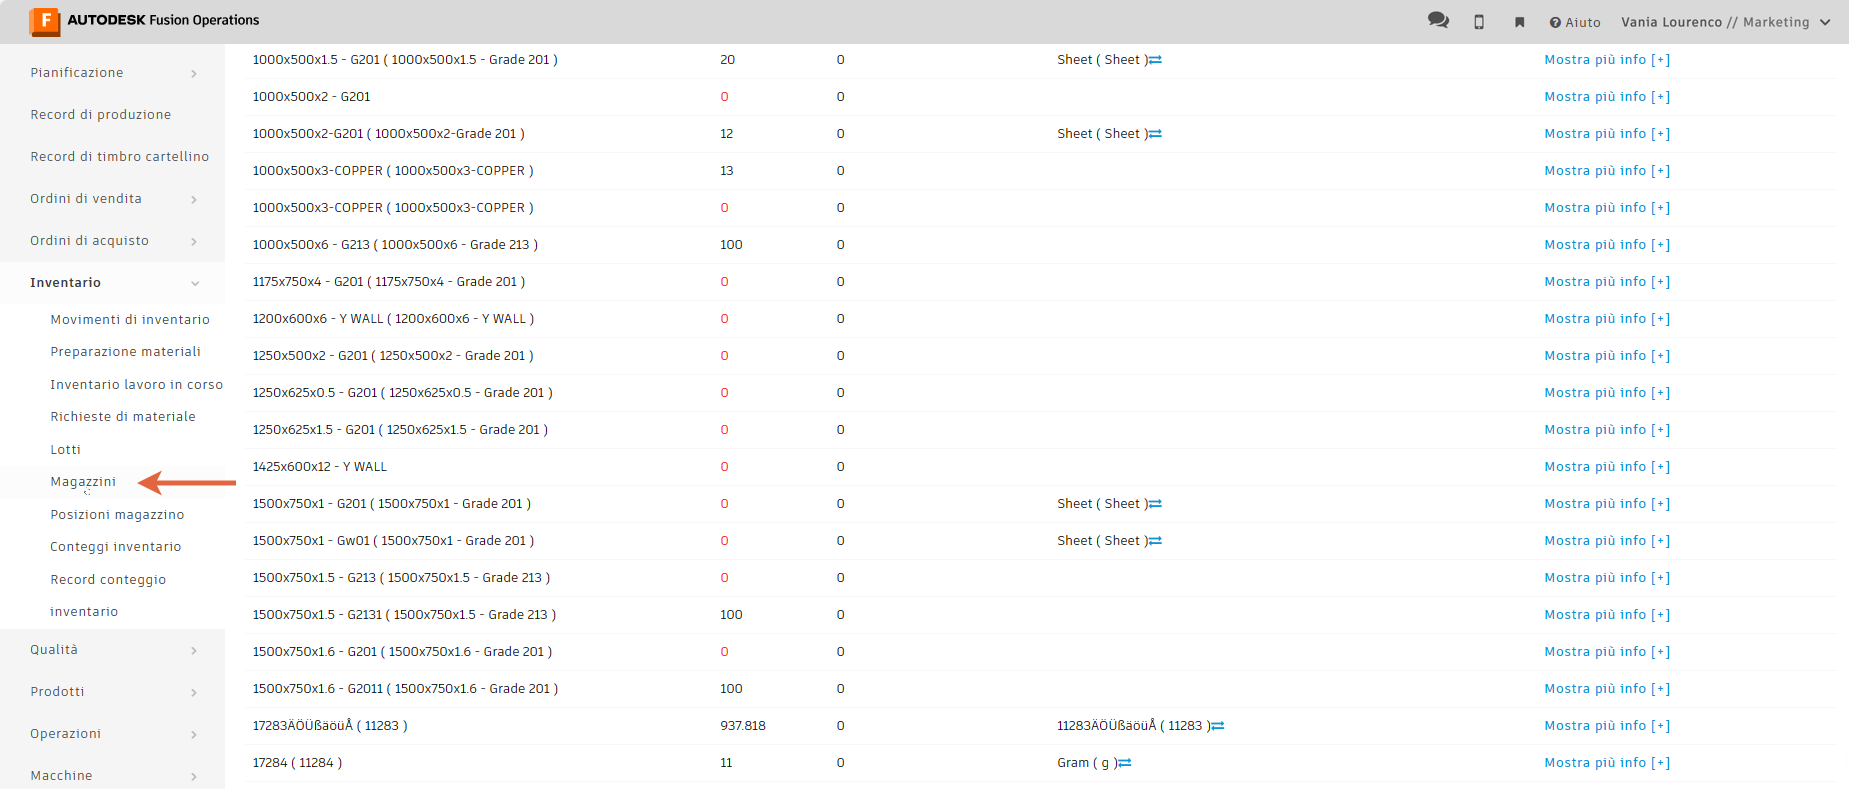 F AUTODESK Fusion Operations
Aiuto
Vania Lourenco // Marketing
Pianificazione
Record di produzione
Record di timbro cartellino
Ordini di vendita
Ordini di acquisto
Inventario
Movimenti di inventario
Preparazione materiali
Inventario lavoro in corso
Richieste di materiale
Lotti
Magazzini
Posizioni magazzino
Conteggi inventario
Record conteggio
inventario
Qualità
Prodotti
Operazioni
Macchine
1000x500x1.5 - G201 ( 1000x500x1.5 - Grade 201 ) 20 0 Sheet ( Sheet ) Mostra più info [+]
1000x500x2 - G201 0 0 Mostra più info [+]
1000x500x2-G201 ( 1000x500x2-Grade 201 ) 12 0 Sheet ( Sheet ) Mostra più info [+]
1000x500x3-COPPER ( 1000x500x3-COPPER ) 13 0 Mostra più info [+]
1000x500x3-COPPER ( 1000x500x3-COPPER ) 0 0 Mostra più info [+]
1000x500x6 - G213 ( 1000x500x6 - Grade 213 ) 100 0 Mostra più info [+]
1175x750x4 - G201 ( 1175x750x4 - Grade 201 ) 0 0 Mostra più info [+]
1200x600x6 - Y WALL ( 1200x600x6 - Y WALL ) 0 0 Mostra più info [+]
1250x500x2 - G201 ( 1250x500x2 - Grade 201 ) 0 0 Mostra più info [+]
1250x625x0.5 - G201 ( 1250x625x0.5 - Grade 201 ) 0 0 Mostra più info [+]
1250x625x1.5 - G201 ( 1250x625x1.5 - Grade 201 ) 0 0 Mostra più info [+]
1425x600x12 - Y WALL 0 0 Mostra più info [+]
1500x750x1 - G201 ( 1500x750x1 - Grade 201 ) 0 0 Sheet ( Sheet ) Mostra più info [+]
1500x750x1 - Gw01 ( 1500x750x1 - Grade 201 ) 0 0 Sheet ( Sheet ) Mostra più info [+]
1500x750x1.5 - G213 ( 1500x750x1.5 - Grade 213 ) 0 0 Mostra più info [+]
1500x750x1.5 - G2131 ( 1500x750x1.5 - Grade 213 ) 100 0 Mostra più info [+]
1500x750x1.6 - G201 ( 1500x750x1.6 - Grade 201 ) 0 0 Mostra più info [+]
1500x750x1.6 - G2011 ( 1500x750x1.6 - Grade 201 ) 100 0 Mostra più info [+]
17283ÄÖÜßäöüÅ ( 11283 ) 937.818 0 11283ÄÖÜßäöüÅ ( 11283 ) Mostra più info [+]
17284 ( 11284 ) 11 0 Gram ( g ) Mostra più info [+]